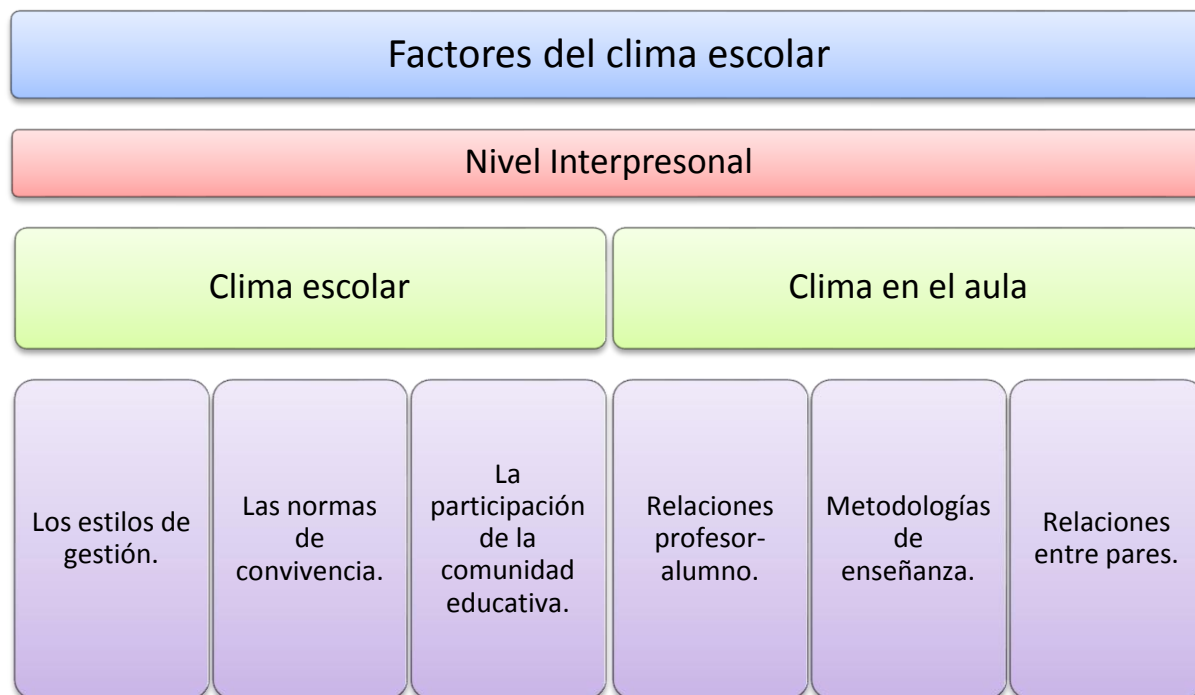 Factores del clima escolar
Nivel Interpresonal
Clima escolar
Clima en el aula
Los estilos de
gestión.
Las normas
de
convivencia.
La
participación
de la
comunidad
educativa.
Relaciones
profesor-
alumno.
Metodologías
de
enseñanza.
Relaciones
entre pares.